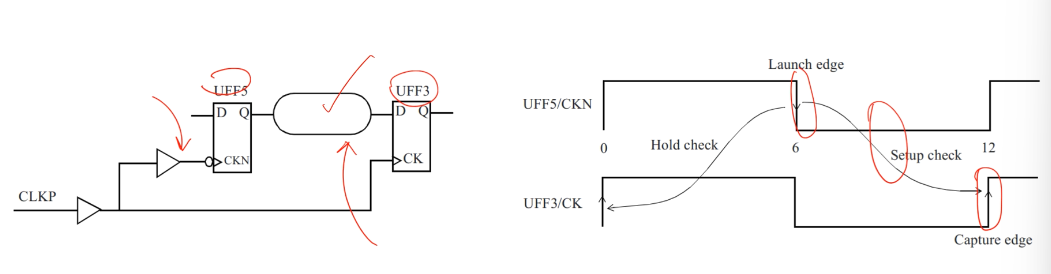 UFF5
D Q
CKN
UFF3
D Q
CK
CLKP
Launch edge
UFF5/CKN
0
Hold check
6
Setup check
12
UFF3/CK
Capture edge